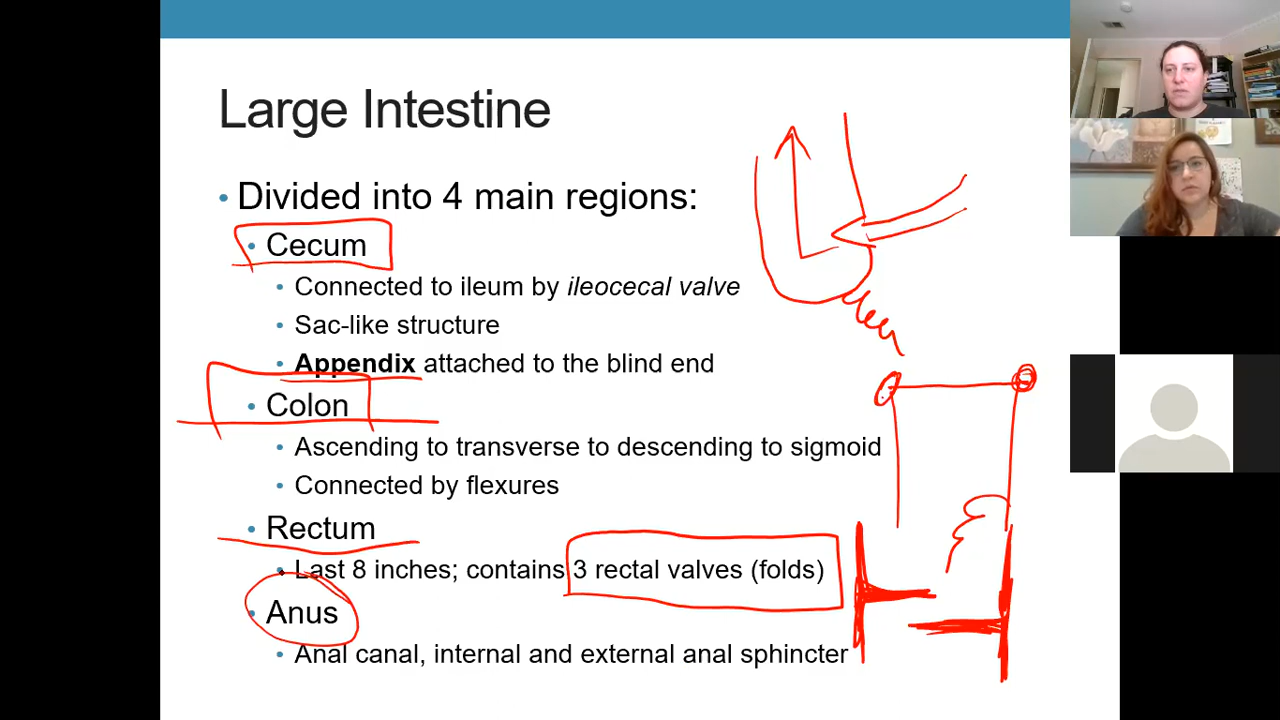 Large Intestine
• Divided into 4 main regions:
• Cecum
• Connected to ileum by ileocecal valve
• Sac-like structure
• Appendix attached to the blind end
• Colon
• Ascending to transverse to descending to sigmoid
• Connected by flexures
• Rectum
• Last 8 inches; contains 3 rectal valves (folds)
• Anus
• Anal canal, internal and external anal sphincter